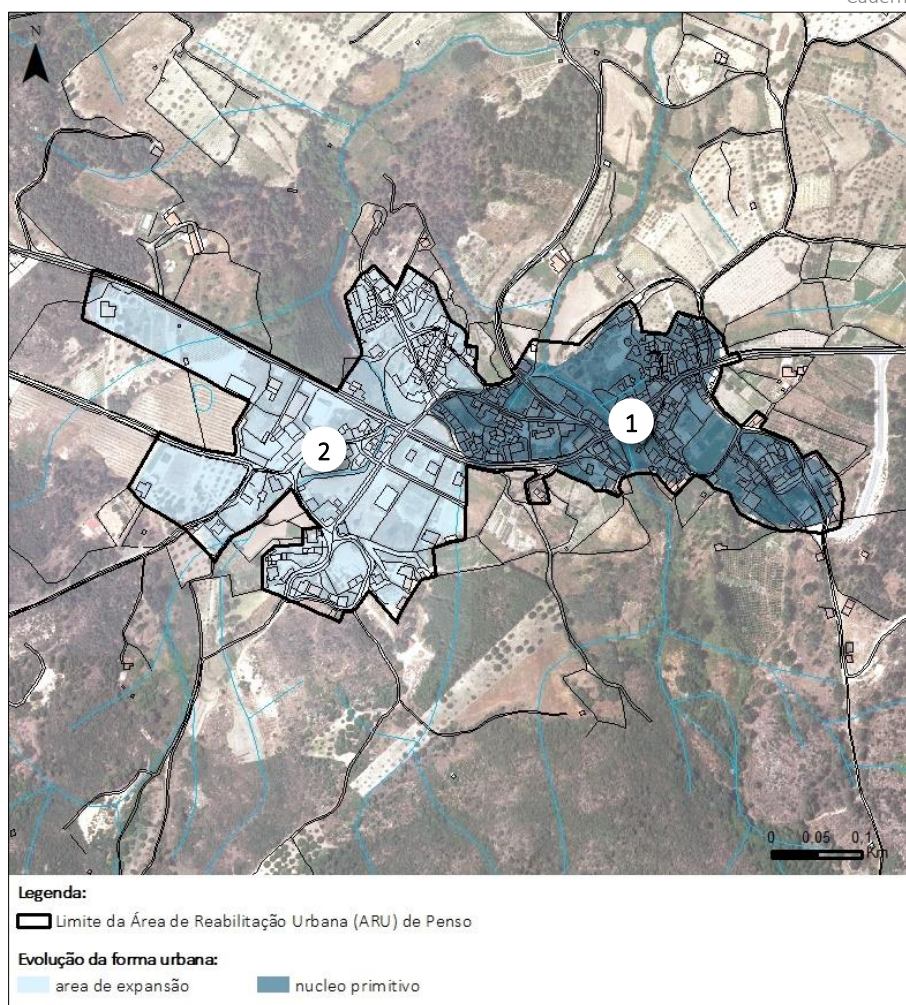 Cadern
N
1
2
0 0,05 0,1
Km
Legenda:
Limite da Área de Reabilitação Urbana (ARU) de Penso
Evolução da forma urbana:
area de expansão nucleo primitivo